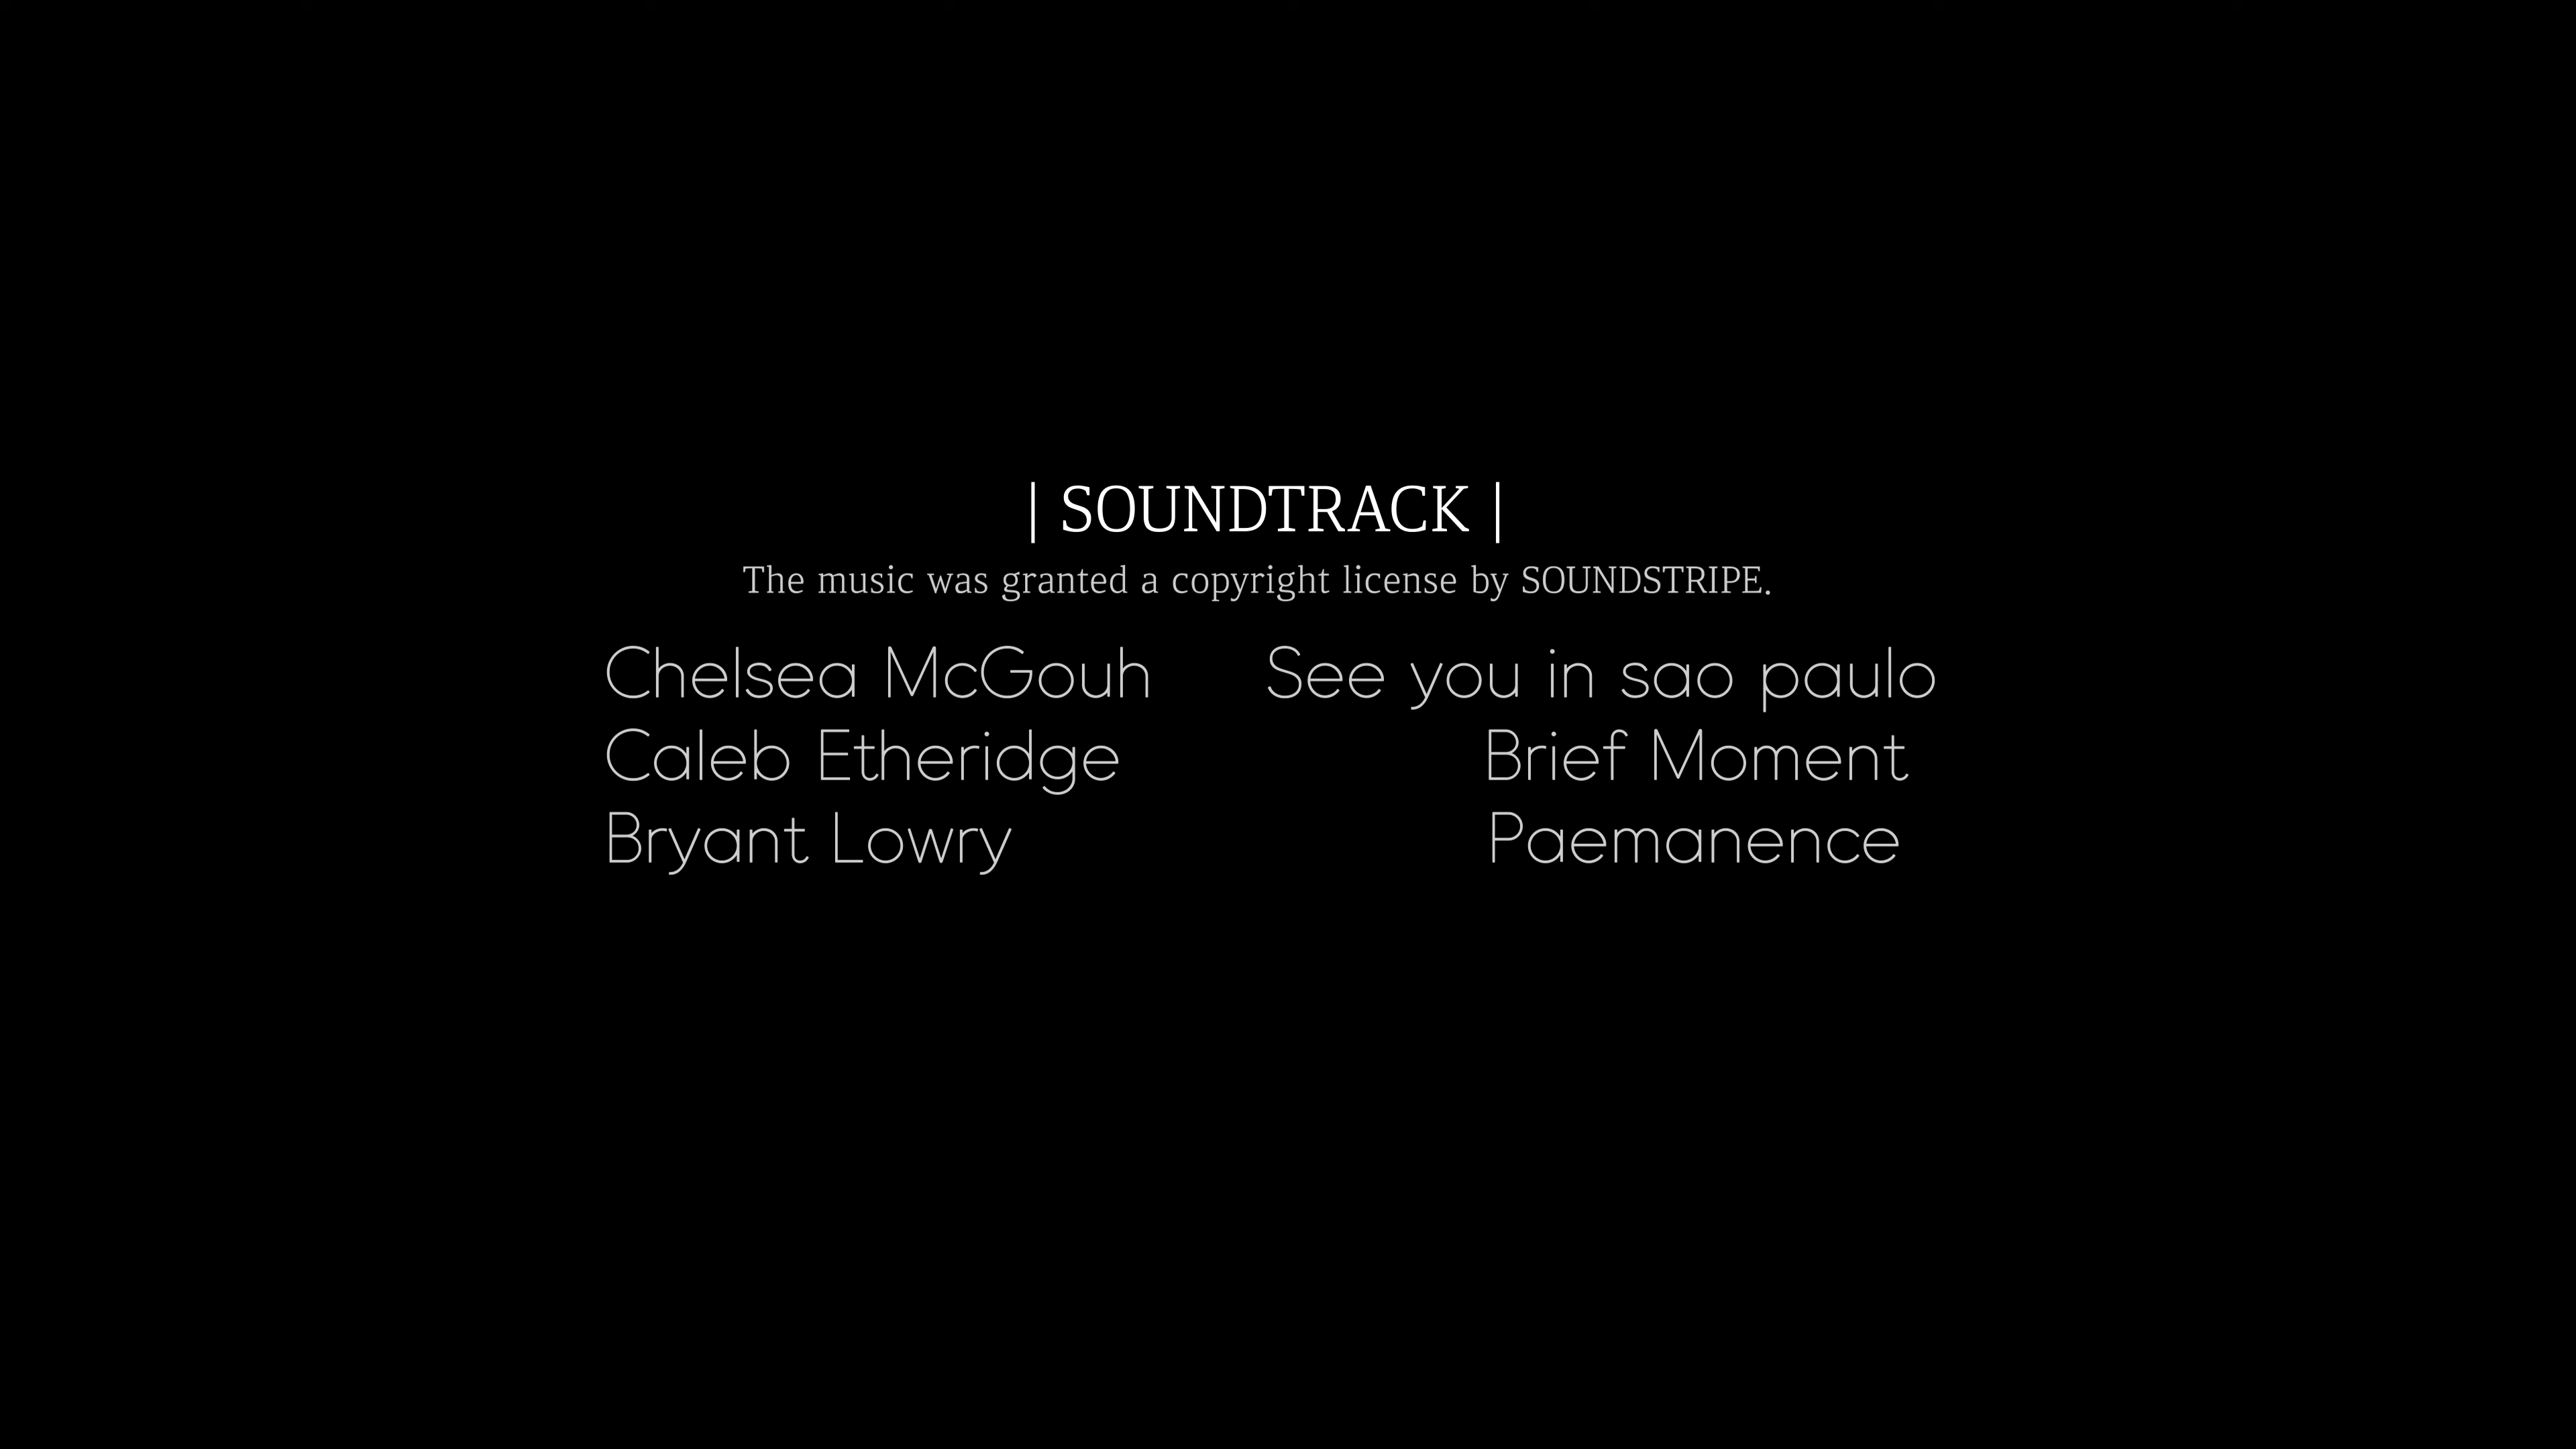 | SOUNDTRACK |
The music was granted a copyright license by SOUNDSTRIPE.
Chelsea McGouh See you in sao paulo
Caleb Etheridge Brief Moment
Bryant Lowry Paemanence